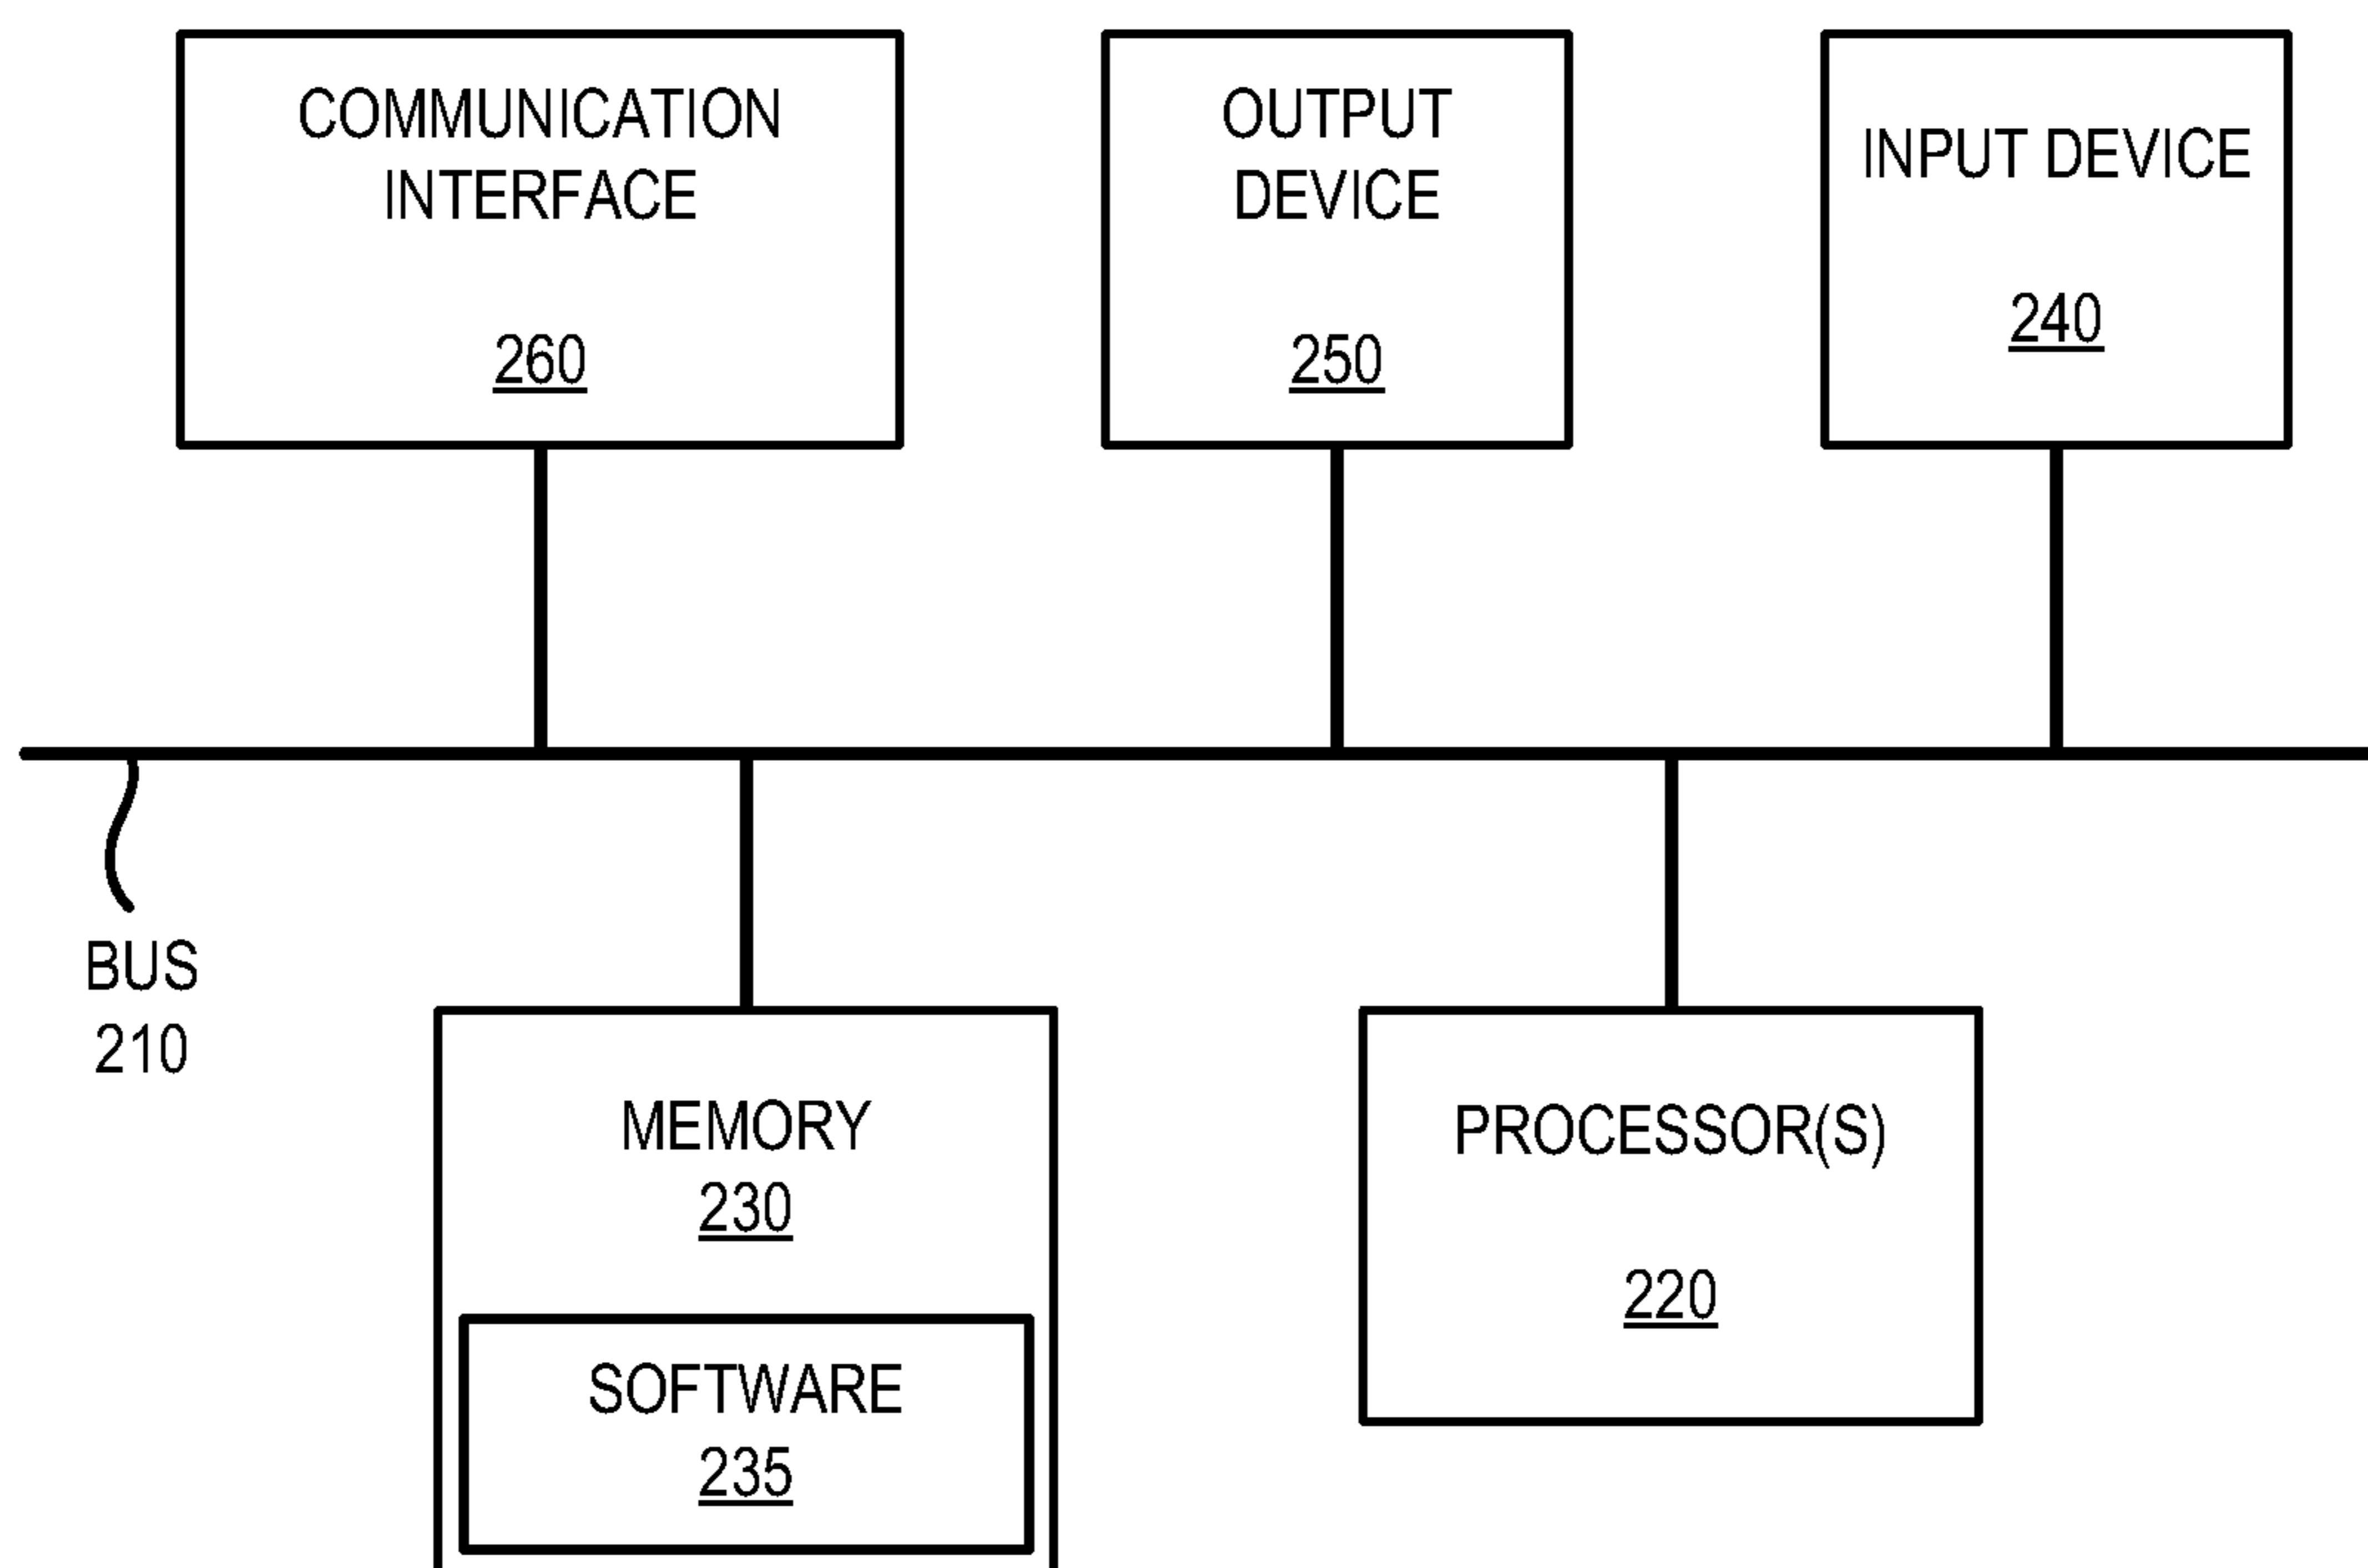 COMMUNICATION
INTERFACE
260
OUTPUT
DEVICE
250
INPUT DEVICE
240
BUS
210
MEMORY
230
SOFTWARE
235
PROCESSOR(S)
220